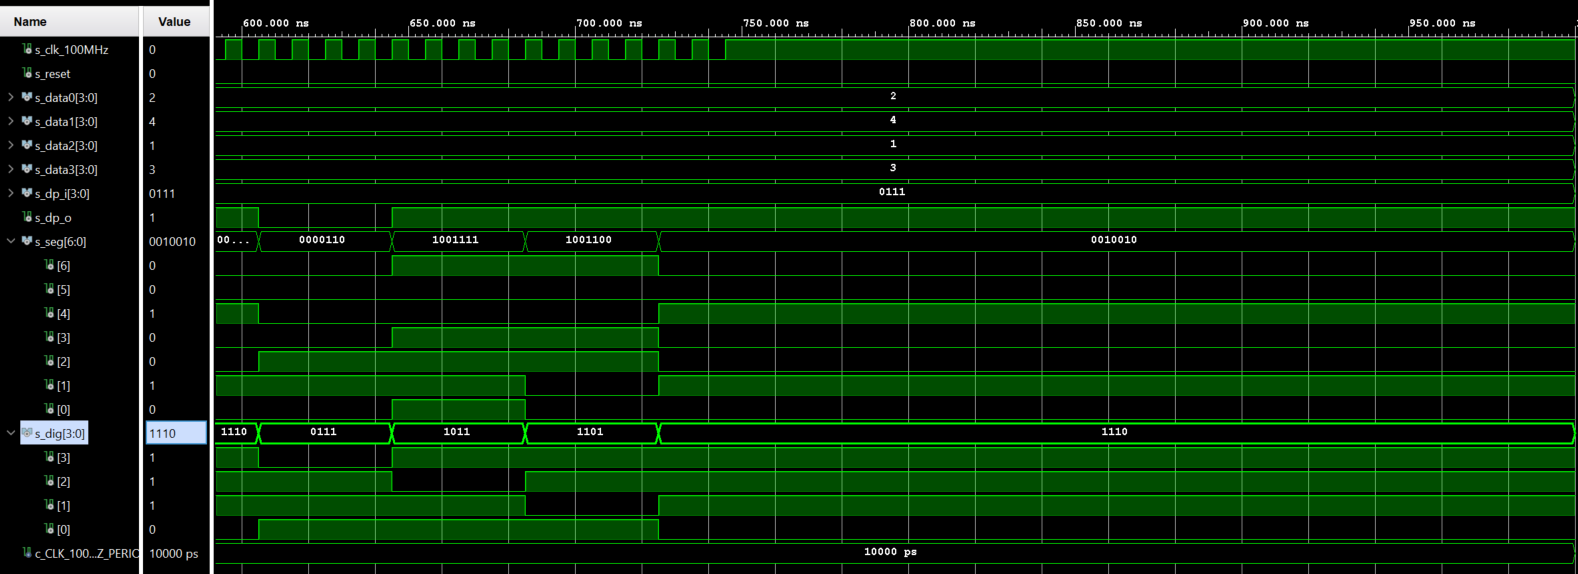 Name Value 600.000 ns 650.000 ns 700.000 ns 750.000 ns 800.000 ns 850.000 ns 900.000 ns 950.000 ns
s_clk_100MHz 0
s_reset 0
s_data0[3:0] 2 2
s_data1[3:0] 4 4
s_data2[3:0] 1 1
s_data3[3:0] 3 3
s_dp_i[3:0] 0111 0111
s_dp_o 1
s_seg[6:0] 0010010 00... 0000110 1001111 1001100 0010010
[6] 0
[5] 0
[4] 1
[3] 0
[2] 0
[1] 1
[0] 0
s_dig[3:0] 1110 1110 0111 1011 1101 1110
[3] 1
[2] 1
[1] 1
[0] 0
c_CLK_100...Z_PERIO 10000 ps 10000 ps